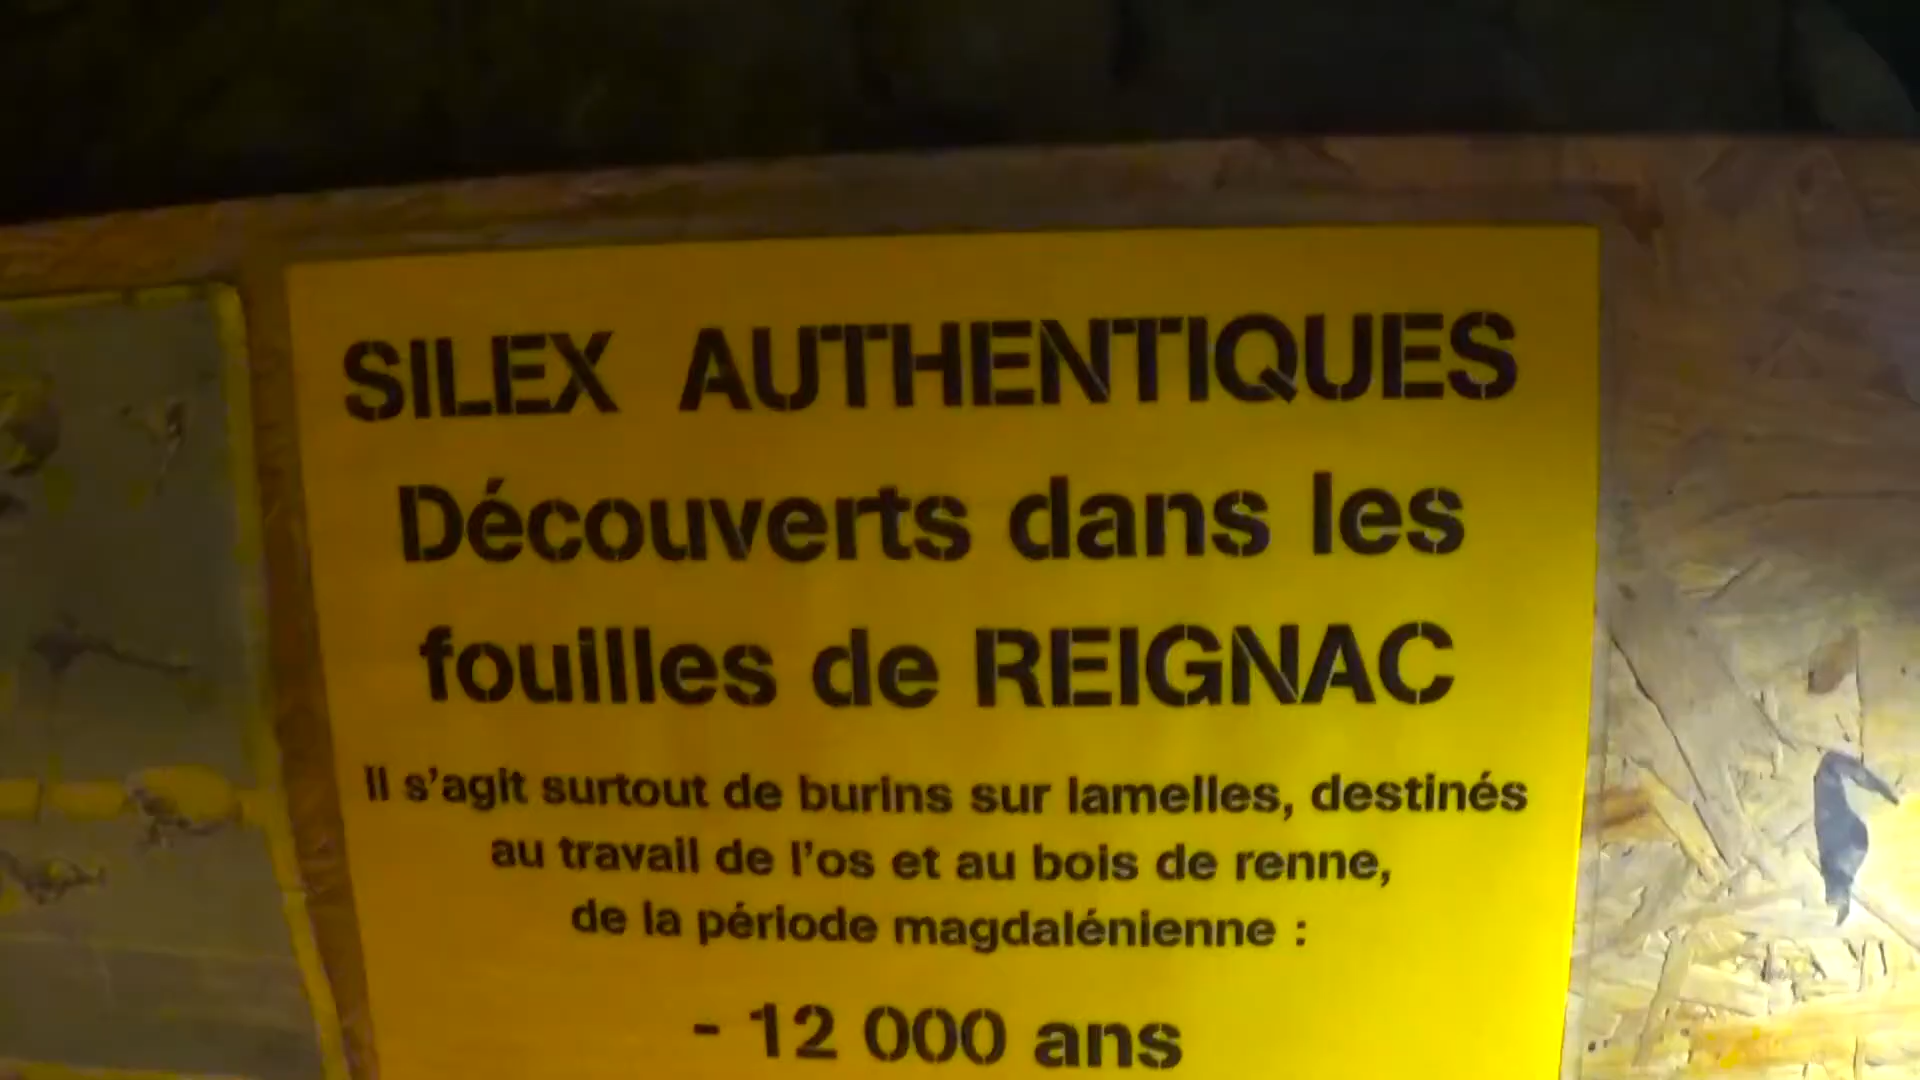 SILEX AUTHENTIQUES
Découverts dans les
fouilles de REIGNAC
Il s'agit surtout de burins sur lamelles, destinés
au travail de l'os et au bois de renne,
de la période magdalénienne :
- 12 000 ans